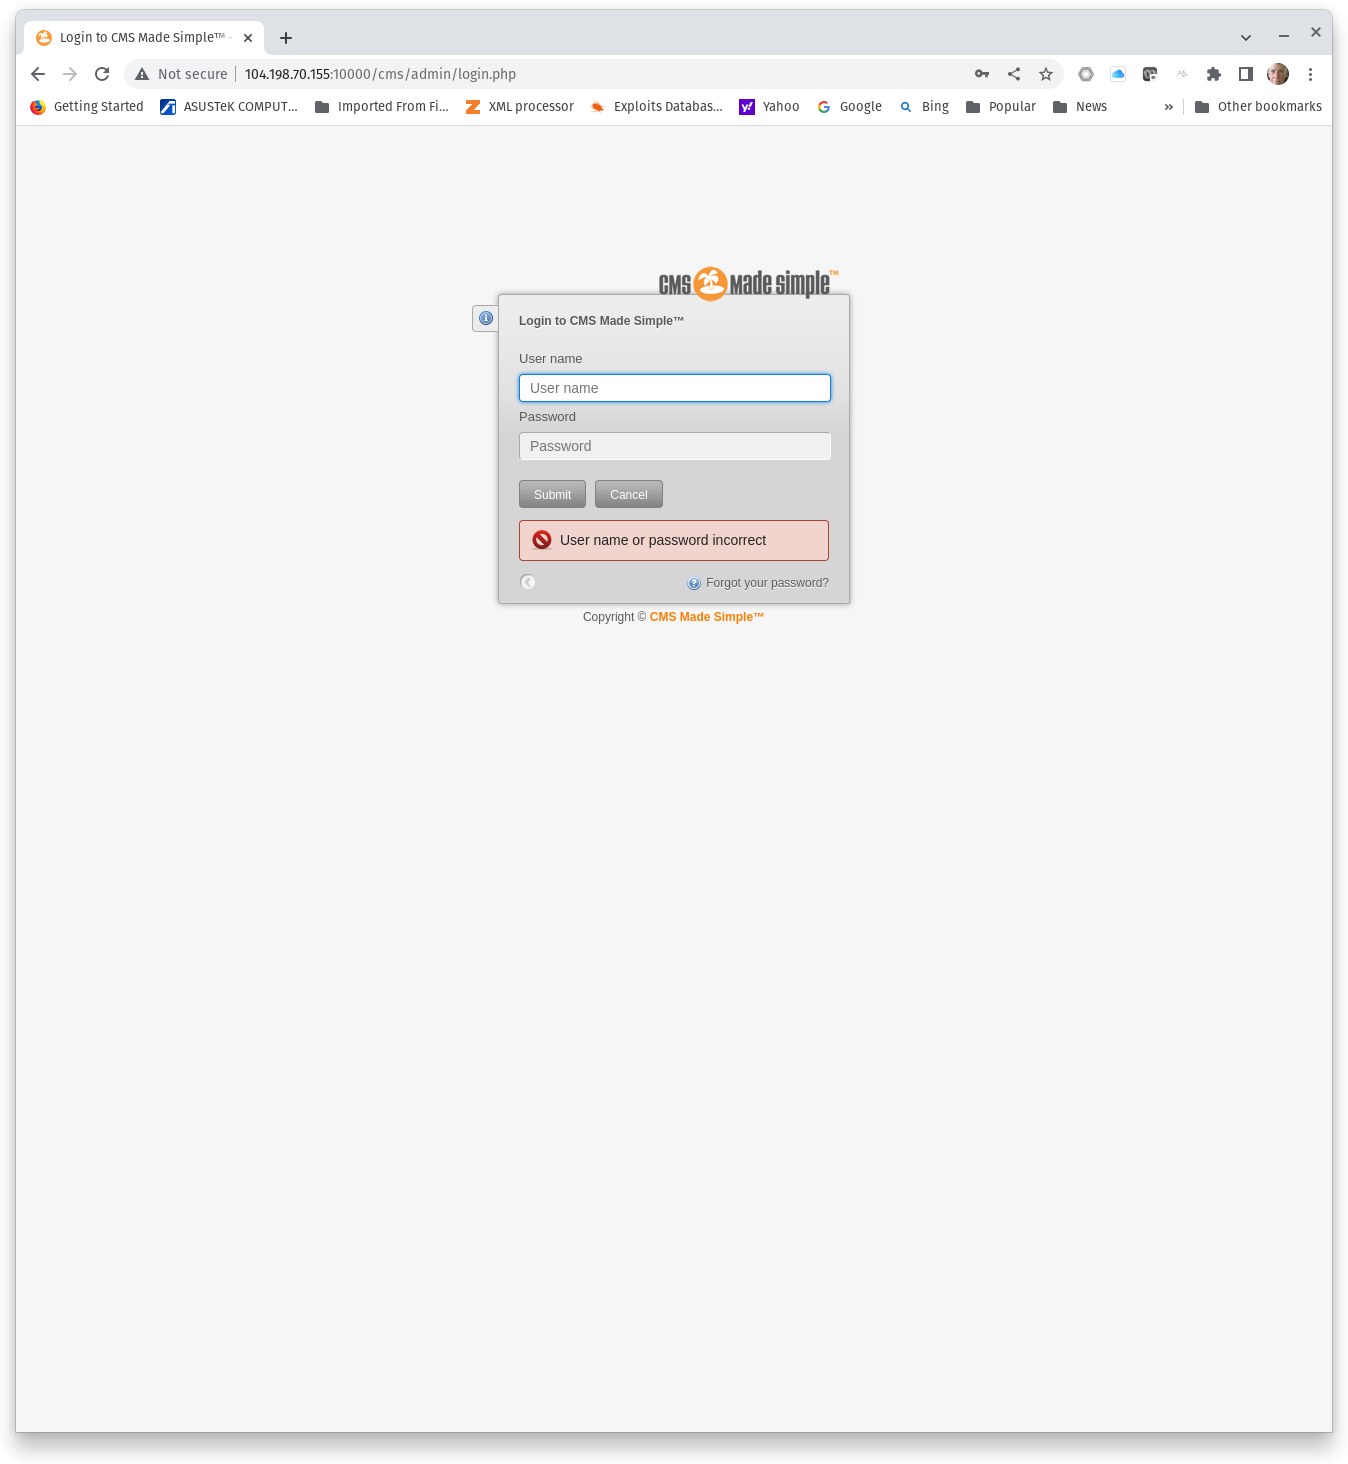 Login to CMS Made Simple™ -
Not secure 104.198.70.155:10000/cms/admin/login.php
Getting Started ASUSTeK COMPUT... Imported From Fi... XML processor Exploits Databas... Yahoo Google Bing Popular News » Other bookmarks
CMS Made Simple™
Login to CMS Made Simple™
User name
User name
Password
Password
Submit Cancel
User name or password incorrect
Forgot your password?
Copyright © CMS Made Simple™